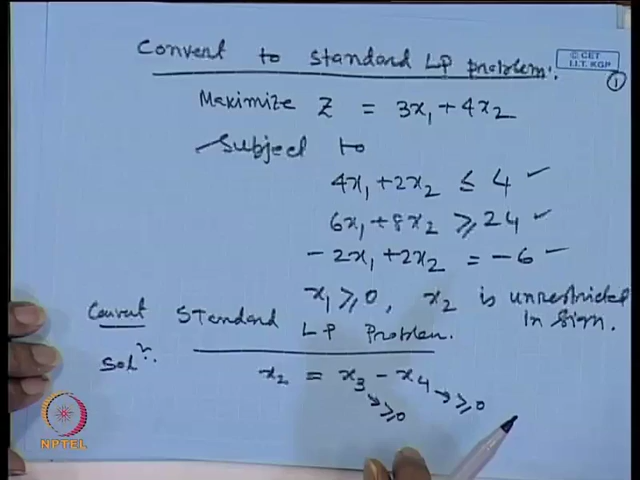 Convert to standard LP problem.
© CET
I.I.T. KGP
1
Maximize Z = 3x₁ + 4x₂
Subject to
4x₁ + 2x₂ ≤ 4 ✓
6x₁ + 8x₂ ≥ 24 ✓
- 2x₁ + 2x₂ = - 6 ✓
x₁ ≥ 0, x₂ is unrestricted
In sign.
Convert Standard
LP Problem.
Solⁿ.
x₂ = x₃ - x₄ → ≥ 0
→ ≥ 0
NPTEL